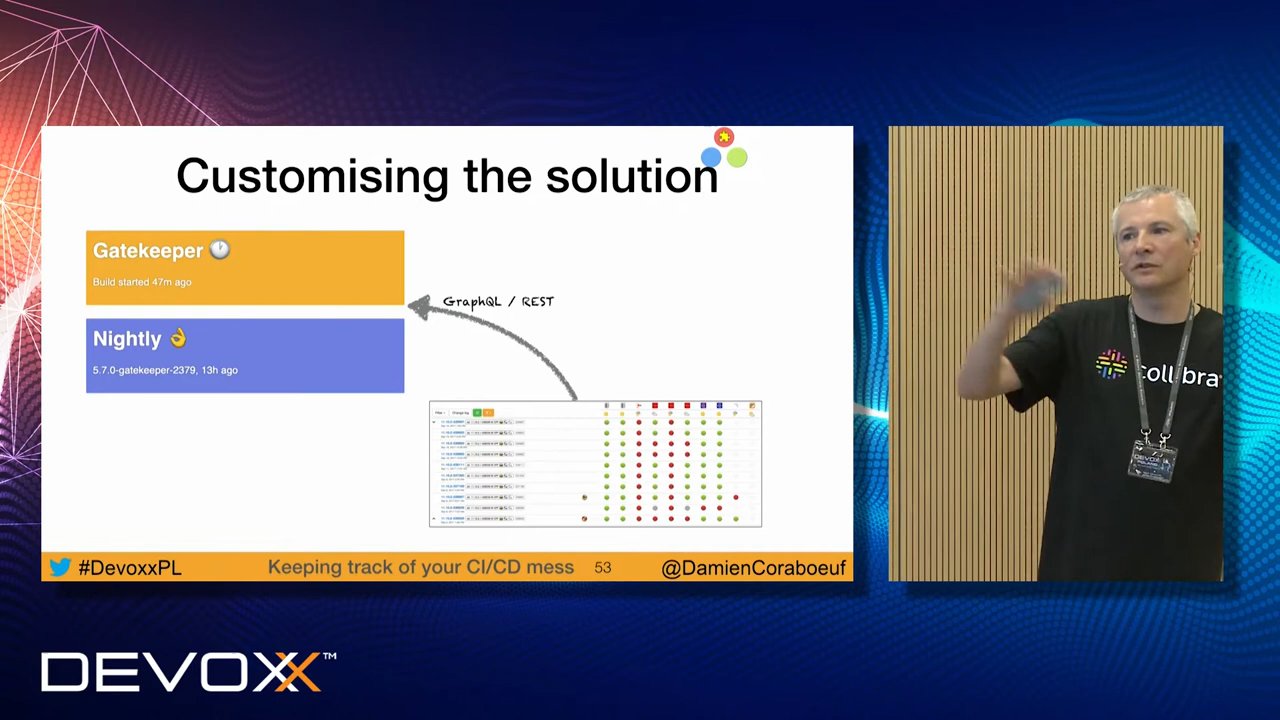 Customising the solution
Gatekeeper
Build started 47m ago
GraphQL / REST
Nightly
5.7.0-gatekeeper-2379, 13h ago
#DevoxxPL
Keeping track of your CI/CD mess
53
@DamienCoraboeuf
collibra
DEVOXX™